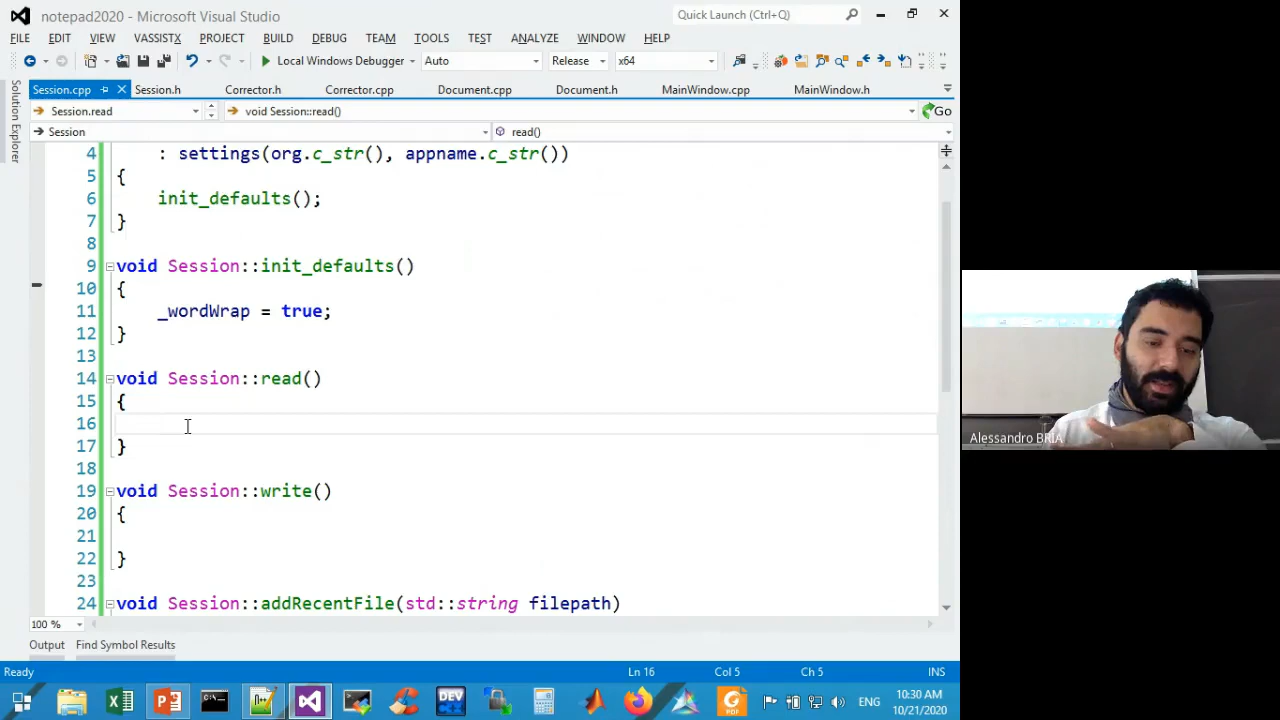 notepad2020 - Microsoft Visual Studio
Quick Launch (Ctrl+Q)
FILE EDIT VIEW VASSISTX PROJECT BUILD DEBUG TEAM TOOLS TEST ANALYZE WINDOW HELP
Local Windows Debugger Auto Release x64
Session.cpp Session.h Corrector.h Corrector.cpp Document.cpp Document.h MainWindow.cpp MainWindow.h
Session.read void Session::read() Go
Session read()
Solution Explorer
4 : settings(org.c_str(), appname.c_str())
5 {
6 init_defaults();
7 }
8
9 void Session::init_defaults()
10 {
11 _wordWrap = true;
12 }
13
14 void Session::read()
15 {
16
17 }
18
19 void Session::write()
20 {
21
22 }
23
24 void Session::addRecentFile(std::string filepath)
100 %
Output Find Symbol Results
Ready Ln 16 Col 5 Ch 5 INS
DEV
PDF
ENG
10:30 AM
10/21/2020
Alessandro BRIA